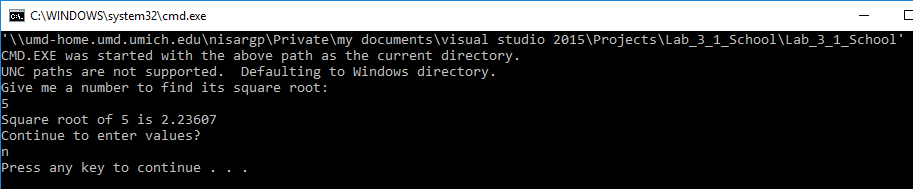 C:\WINDOWS\system32\cmd.exe
'\\umd-home.umd.umich.edu\nisargp\Private\my documents\visual studio 2015\Projects\Lab_3_1_School\Lab_3_1_School'
CMD.EXE was started with the above path as the current directory.
UNC paths are not supported.  Defaulting to Windows directory.
Give me a number to find its square root:
5
Square root of 5 is 2.23607
Continue to enter values?
n
Press any key to continue . . .